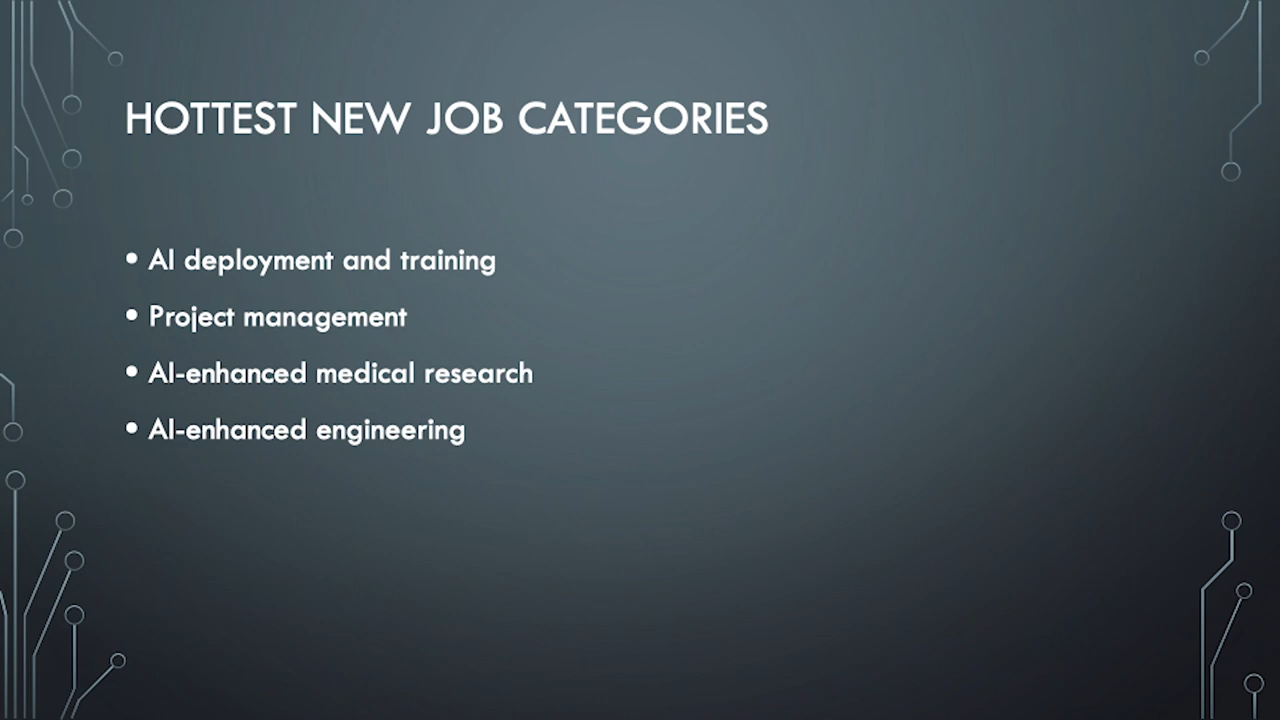 HOTTEST NEW JOB CATEGORIES
• AI deployment and training
• Project management
• AI-enhanced medical research
• AI-enhanced engineering